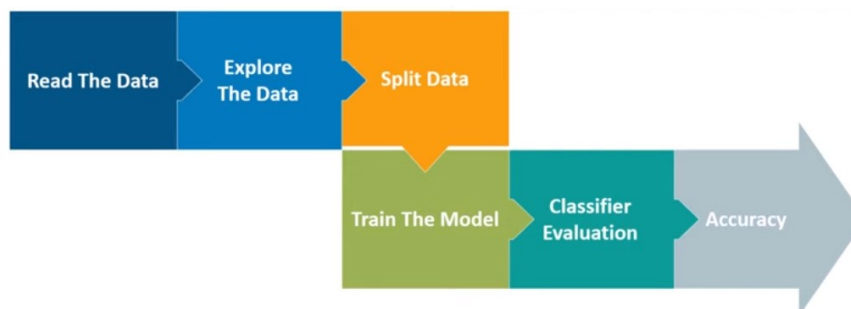 Read The Data
Explore
The Data
Split Data
Train The Model
Classifier
Evaluation
Accuracy